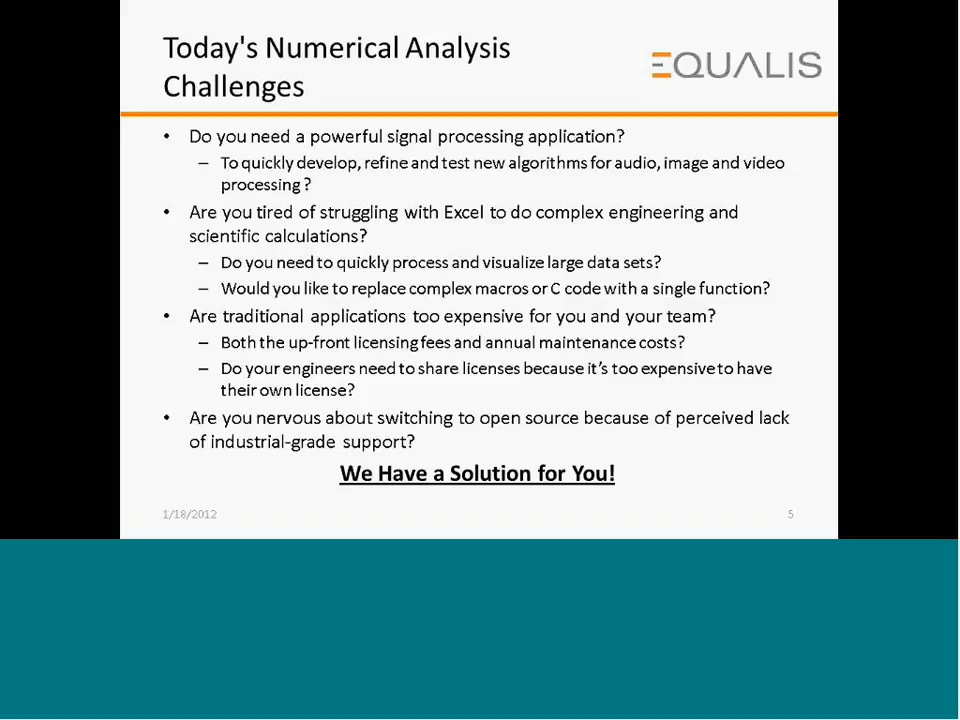 Today's Numerical Analysis
Challenges
EQUALIS
• Do you need a powerful signal processing application?
– To quickly develop, refine and test new algorithms for audio, image and video
processing?
• Are you tired of struggling with Excel to do complex engineering and
scientific calculations?
– Do you need to quickly process and visualize large data sets?
– Would you like to replace complex macros or C code with a single function?
• Are traditional applications too expensive for you and your team?
– Both the up-front licensing fees and annual maintenance costs?
– Do your engineers need to share licenses because it's too expensive to have
their own license?
• Are you nervous about switching to open source because of perceived lack
of industrial-grade support?
We Have a Solution for You!
1/18/2012
5